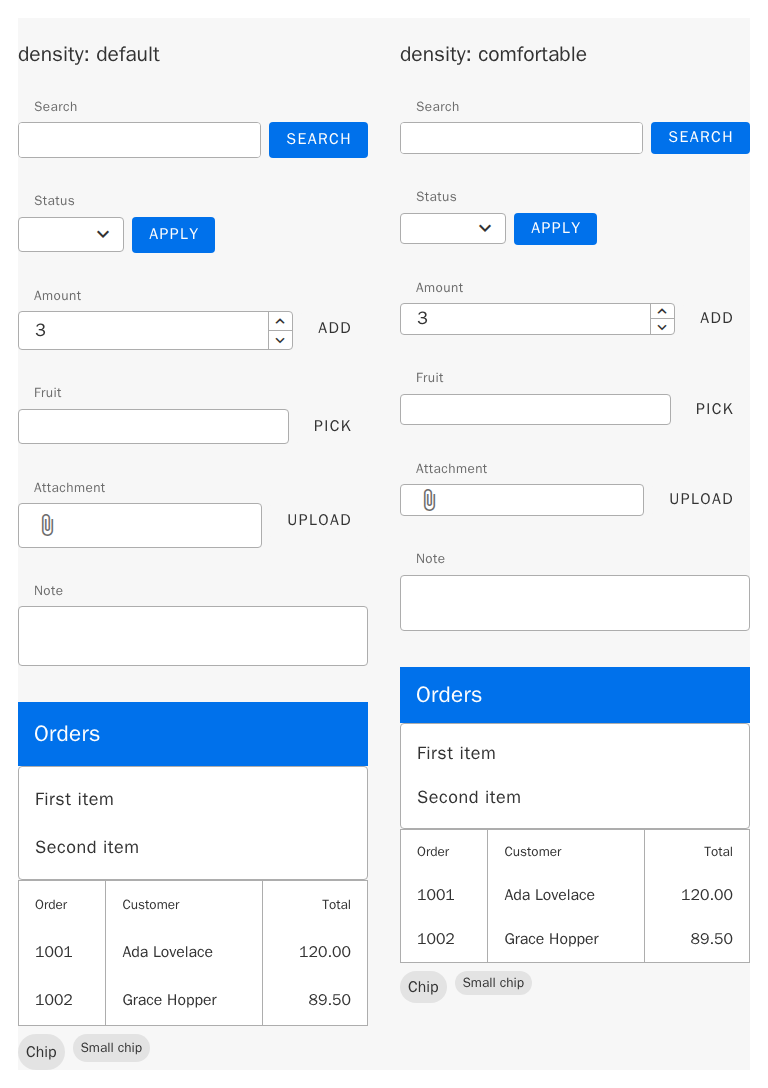 density: default
Search
SEARCH
Status
APPLY
Amount
3
ADD
Fruit
PICK
Attachment
UPLOAD
Note
Orders
First item
Second item
Order Customer Total
1001 Ada Lovelace 120.00
1002 Grace Hopper 89.50
Chip Small chip
density: comfortable
Search
SEARCH
Status
APPLY
Amount
3
ADD
Fruit
PICK
Attachment
UPLOAD
Note
Orders
First item
Second item
Order Customer Total
1001 Ada Lovelace 120.00
1002 Grace Hopper 89.50
Chip Small chip